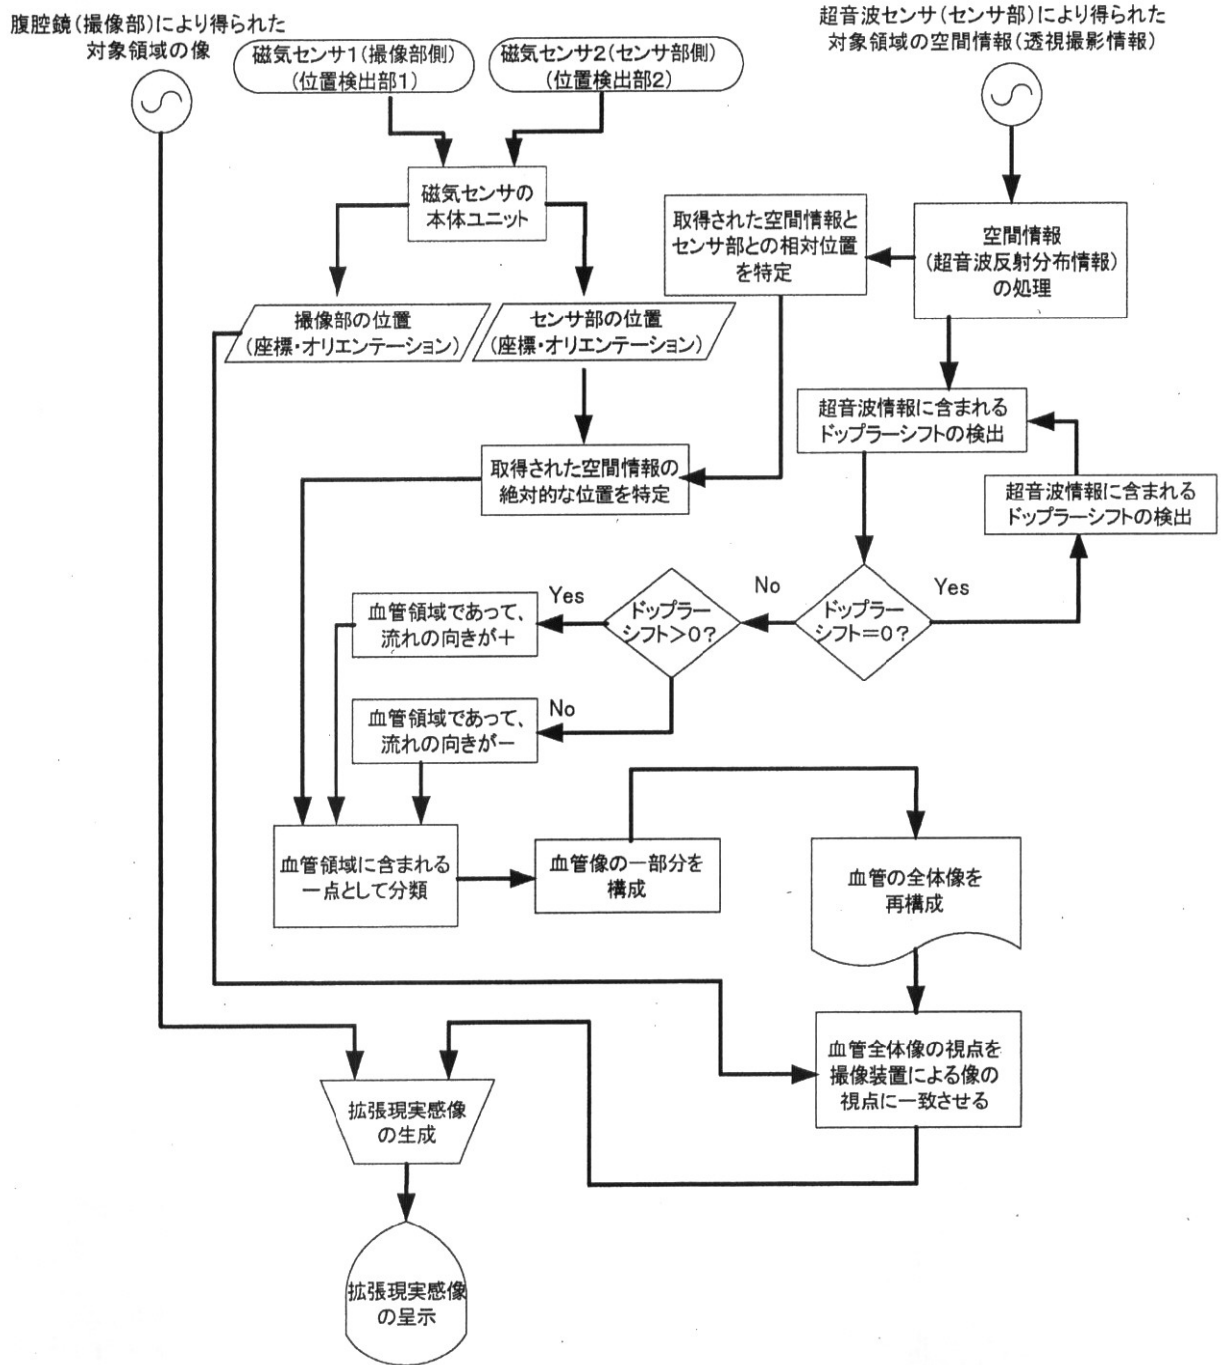 腹腔鏡(撮像部)により得られた
対象領域の像
磁気センサ1(撮像部側)
(位置検出部1)
磁気センサ2(センサ部側)
(位置検出部2)
超音波センサ(センサ部)により得られた
対象領域の空間情報(透視撮影情報)
磁気センサの
本体ユニット
取得された空間情報と
センサ部との相対位置
を特定
空間情報
(超音波反射分布情報)
の処理
撮像部の位置
(座標・オリエンテーション)
センサ部の位置
(座標・オリエンテーション)
超音波情報に含まれる
ドップラーシフトの検出
取得された空間情報の
絶対的な位置を特定
超音波情報に含まれる
ドップラーシフトの検出
ドップラー
シフト=0?
Yes
No
ドップラー
シフト>0?
Yes
血管領域であって、
流れの向きが+
No
血管領域であって、
流れの向きが−
血管領域に含まれる
一点として分類
血管像の一部分を
構成
血管の全体像を
再構成
血管全体像の視点を
撮像装置による像の
視点に一致させる
拡張現実感像
の生成
拡張現実感像
の呈示